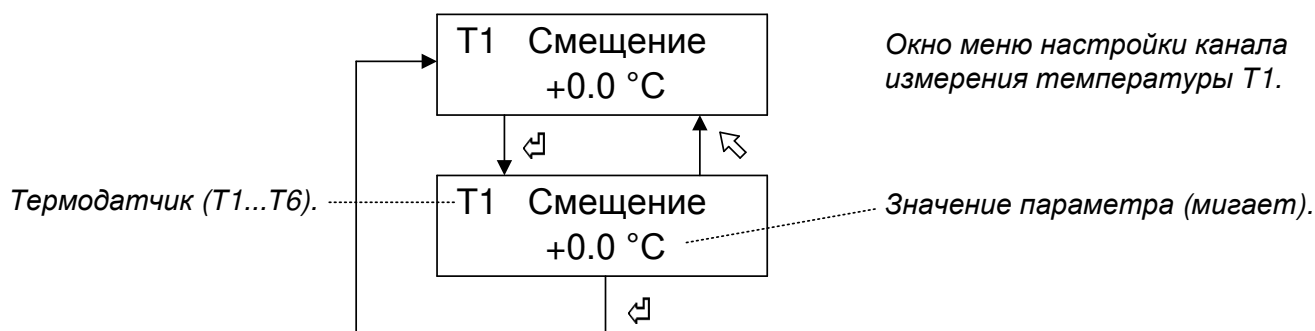 T1 Смещение
+0.0 °C
Окно меню настройки канала
измерения температуры T1.
Термодатчик (T1...T6).
T1 Смещение
+0.0 °C
Значение параметра (мигает).